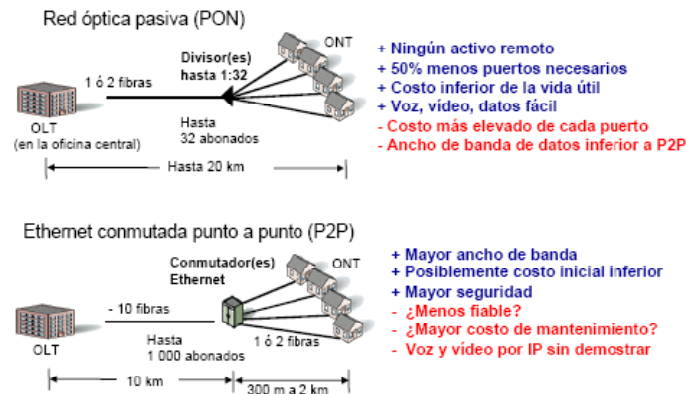 Red óptica pasiva (PON)
Divisor(es)
hasta 1:32
ONT
1 ó 2 fibras
OLT
(en la oficina central)
Hasta
32 abonados
Hasta 20 km
+ Ningún activo remoto
+ 50% menos puertos necesarios
+ Costo inferior de la vida útil
+ Voz, vídeo, datos fácil
- Costo más elevado de cada puerto
- Ancho de banda de datos inferior a P2P
Ethernet conmutada punto a punto (P2P)
Conmutador(es)
Ethernet
ONT
- 10 fibras
OLT
Hasta
1 000 abonados
1 ó 2 fibras
10 km
300 m a 2 km
+ Mayor ancho de banda
+ Posiblemente costo inicial inferior
+ Mayor seguridad
- ¿Menos fiable?
- ¿Mayor costo de mantenimiento?
- Voz y vídeo por IP sin demostrar